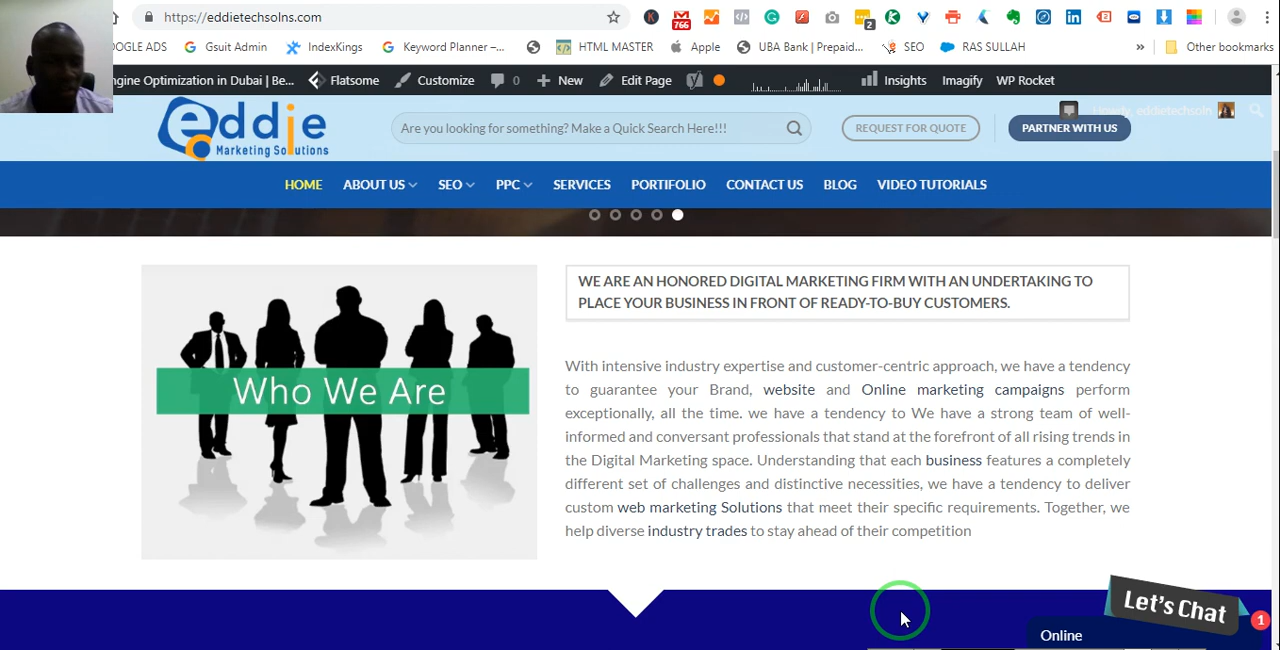 https://eddietechsolns.com
766
2
OGLE ADS Gsuit Admin IndexKings Keyword Planner –... HTML MASTER Apple UBA Bank | Prepaid... SEO RAS SULLAH » Other bookmarks
ngine Optimization in Dubai | Be... Flatsome Customize 0 New Edit Page Insights Imagify WP Rocket
Howdy, eddietechsoln
eddie
Marketing Solutions
Are you looking for something? Make a Quick Search Here!!!
REQUEST FOR QUOTE
PARTNER WITH US
HOME ABOUT US SEO PPC SERVICES PORTIFOLIO CONTACT US BLOG VIDEO TUTORIALS
Who We Are
WE ARE AN HONORED DIGITAL MARKETING FIRM WITH AN UNDERTAKING TO
PLACE YOUR BUSINESS IN FRONT OF READY-TO-BUY CUSTOMERS.
With intensive industry expertise and customer-centric approach, we have a tendency
to guarantee your Brand, website and Online marketing campaigns perform
exceptionally, all the time. we have a tendency to We have a strong team of well-
informed and conversant professionals that stand at the forefront of all rising trends in
the Digital Marketing space. Understanding that each business features a completely
different set of challenges and distinctive necessities, we have a tendency to deliver
custom web marketing Solutions that meet their specific requirements. Together, we
help diverse industry trades to stay ahead of their competition
Let's Chat
1
Online